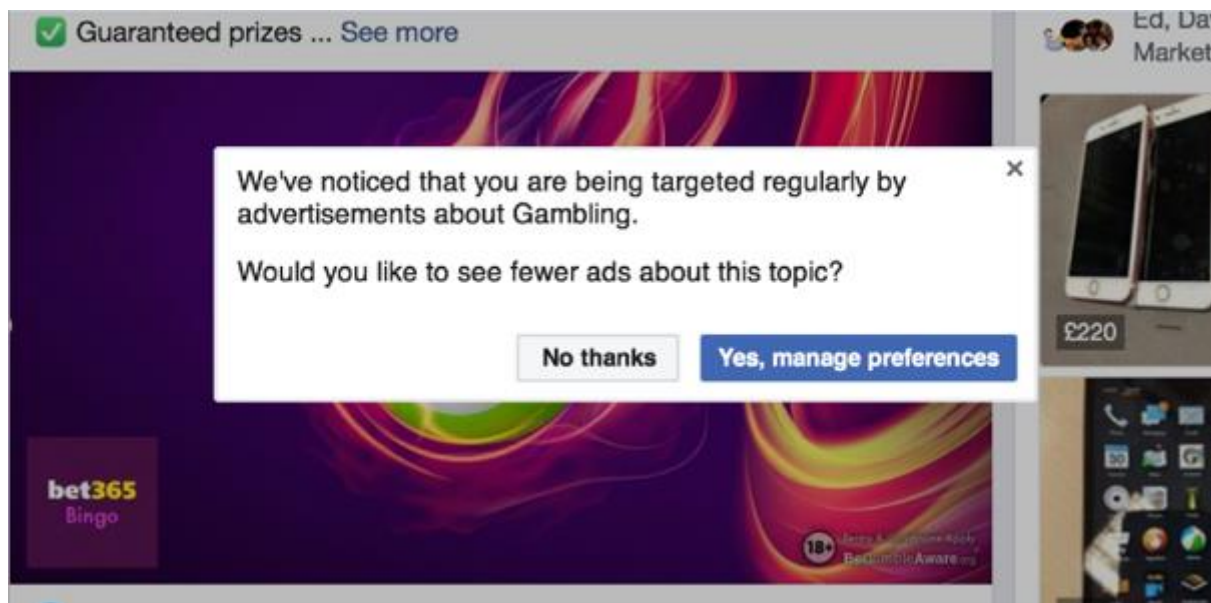 ✅ Guaranteed prizes ... See more
Ed, Da
Market
We've noticed that you are being targeted regularly by
advertisements about Gambling.
Would you like to see fewer ads about this topic?
×
No thanks
Yes, manage preferences
£220
bet365
Bingo
18+
BeGambleAware.org